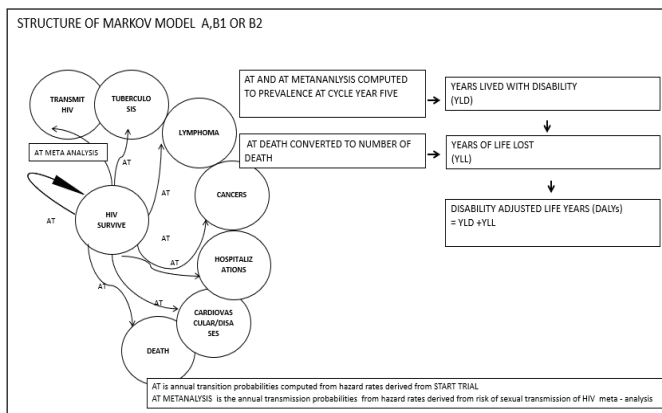 STRUCTURE OF MARKOV MODEL A,B1 OR B2
TRANSMIT
HIV
TUBERCULO
SIS
LYMPHOMA
CANCERS
HOSPITALIZ
ATIONS
CARDIOVAS
CULAR/DISA
SES
DEATH
HIV
SURVIVE
AT META ANALYSIS
AT
AT
AT
AT
AT
AT
AT
AT AND AT METANANLYSIS COMPUTED
TO PREVALENCE AT CYCLE YEAR FIVE
YEARS LIVED WITH DISABILITY
(YLD)
AT DEATH CONVERTED TO NUMBER OF
DEATH
YEARS OF LIFE LOST
(YLL)
DISABILITY ADJUSTED LIFE YEARS (DALYs)
= YLD +YLL
AT is annual transition probabilities computed from hazard rates derived from START TRIAL
AT METANALYSIS is the annual transmission probabilities from hazard rates derived from risk of sexual transmission of HIV meta - analysis